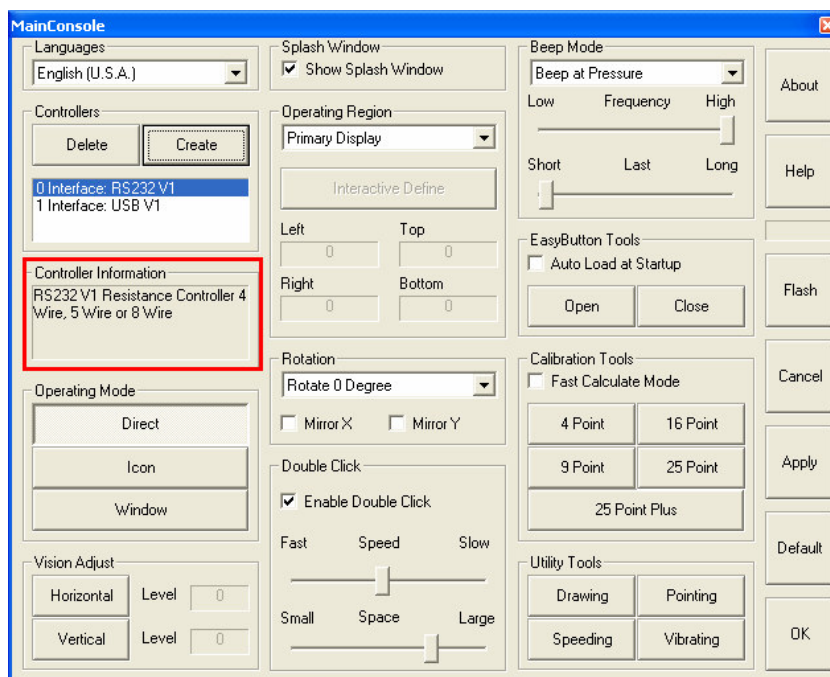 MainConsole
Languages
English (U.S.A.)
Controllers
Delete
Create
0 Interface: RS232 V1
1 Interface: USB V1
Controller Information
RS232 V1 Resistance Controller 4
Wire, 5 Wire or 8 Wire
Operating Mode
Direct
Icon
Window
Vision Adjust
Horizontal
Level
0
Vertical
Level
0
Splash Window
Show Splash Window
Operating Region
Primary Display
Interactive Define
Left
Top
0
0
Right
Bottom
0
0
Rotation
Rotate 0 Degree
Mirror X
Mirror Y
Double Click
Enable Double Click
Fast
Speed
Slow
Small
Space
Large
Beep Mode
Beep at Pressure
Low
Frequency
High
Short
Last
Long
EasyButton Tools
Auto Load at Startup
Open
Close
Calibration Tools
Fast Calculate Mode
4 Point
16 Point
9 Point
25 Point
25 Point Plus
Utility Tools
Drawing
Pointing
Speeding
Vibrating
About
Help
Flash
Cancel
Apply
Default
OK